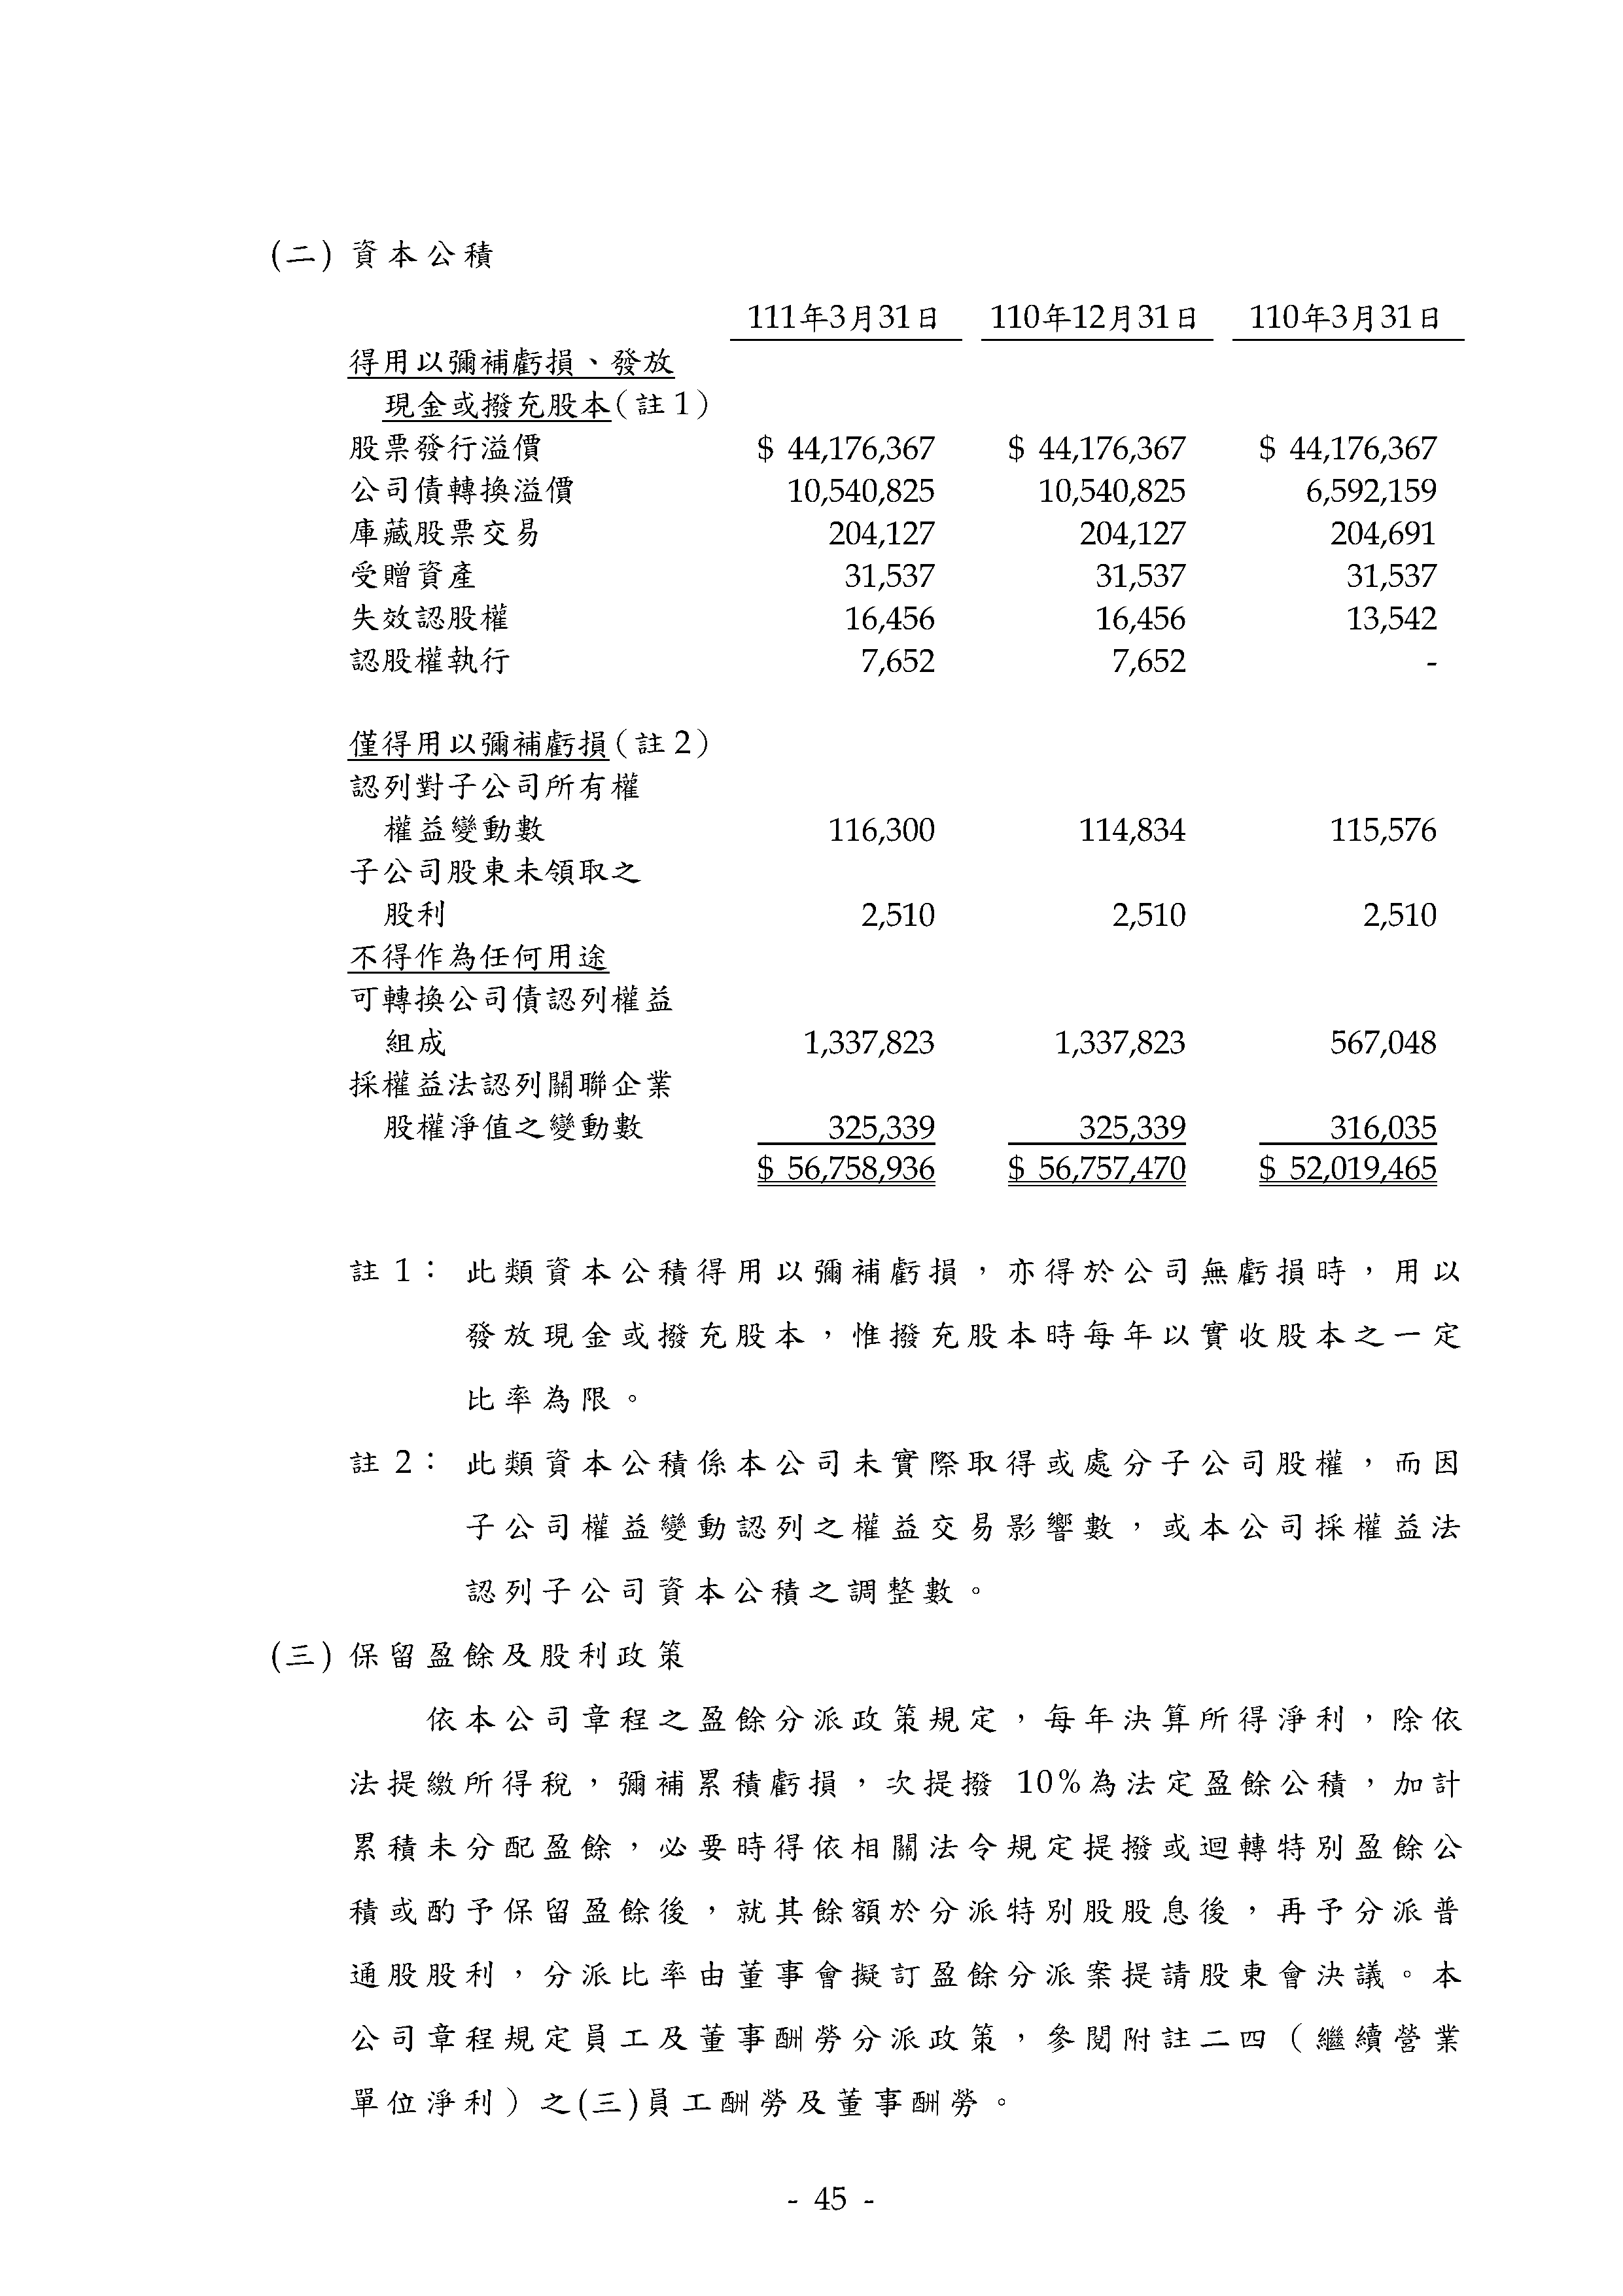 (二) 資本公積
111年3月31日 110年12月31日 110年3月31日
得用以彌補虧損、發放
現金或撥充股本(註1)
股票發行溢價 $ 44,176,367 $ 44,176,367 $ 44,176,367
公司債轉換溢價 10,540,825 10,540,825 6,592,159
庫藏股票交易 204,127 204,127 204,691
受贈資產 31,537 31,537 31,537
失效認股權 16,456 16,456 13,542
認股權執行 7,652 7,652 -
僅得用以彌補虧損(註2)
認列對子公司所有權
權益變動數 116,300 114,834 115,576
子公司股東未領取之
股利 2,510 2,510 2,510
不得作為任何用途
可轉換公司債認列權益
組成 1,337,823 1,337,823 567,048
採權益法認列關聯企業
股權淨值之變動數 325,339 325,339 316,035
$ 56,758,936 $ 56,757,470 $ 52,019,465
註1： 此類資本公積得用以彌補虧損，亦得於公司無虧損時，用以
發放現金或撥充股本，惟撥充股本時每年以實收股本之一定
比率為限。
註2： 此類資本公積係本公司未實際取得或處分子公司股權，而因
子公司權益變動認列之權益交易影響數，或本公司採權益法
認列子公司資本公積之調整數。
(三) 保留盈餘及股利政策
依本公司章程之盈餘分派政策規定，每年決算所得淨利，除依
法提繳所得稅，彌補累積虧損，次提撥 10%為法定盈餘公積，加計
累積未分配盈餘，必要時得依相關法令規定提撥或迴轉特別盈餘公
積或酌予保留盈餘後，就其餘額於分派特別股股息後，再予分派普
通股股利，分派比率由董事會擬訂盈餘分派案提請股東會決議。本
公司章程規定員工及董事酬勞分派政策，參閱附註二四（繼續營業
單位淨利）之(三)員工酬勞及董事酬勞。
- 45 -